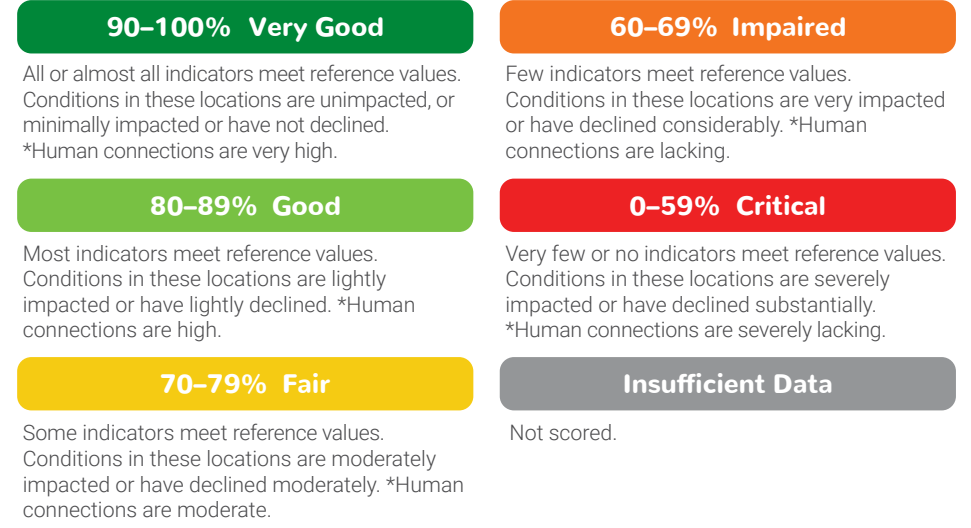 90–100% Very Good
All or almost all indicators meet reference values.
Conditions in these locations are unimpacted, or
minimally impacted or have not declined.
*Human connections are very high.
80–89% Good
Most indicators meet reference values.
Conditions in these locations are lightly
impacted or have lightly declined. *Human
connections are high.
70–79% Fair
Some indicators meet reference values.
Conditions in these locations are moderately
impacted or have declined moderately. *Human
connections are moderate.
60–69% Impaired
Few indicators meet reference values.
Conditions in these locations are very impacted
or have declined considerably. *Human
connections are lacking.
0–59% Critical
Very few or no indicators meet reference values.
Conditions in these locations are severely
impacted or have declined substantially.
*Human connections are severely lacking.
Insufficient Data
Not scored.